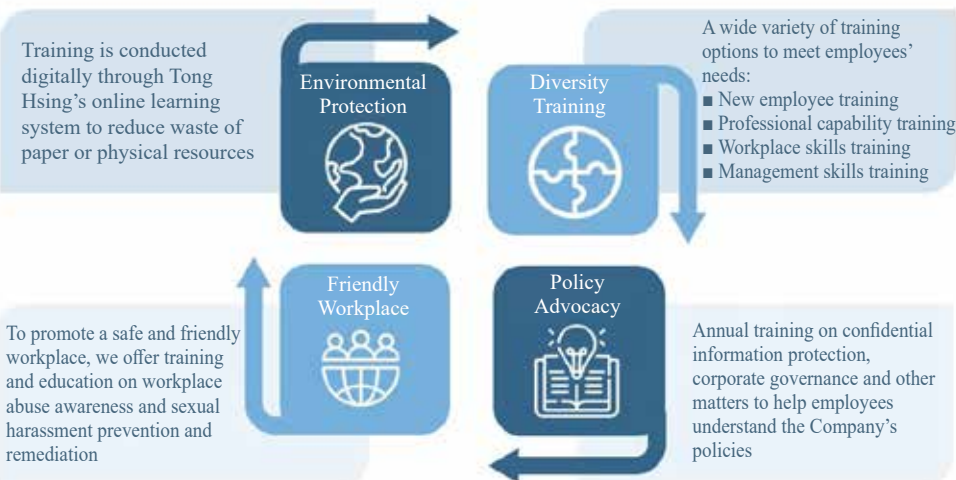 Training is conducted
digitally through Tong
Hsing's online learning
system to reduce waste of
paper or physical resources
Environmental
Protection
Diversity
Training
A wide variety of training
options to meet employees'
needs:
■ New employee training
■ Professional capability training
■ Workplace skills training
■ Management skills training
To promote a safe and friendly
workplace, we offer training
and education on workplace
abuse awareness and sexual
harassment prevention and
remediation
Friendly
Workplace
Policy
Advocacy
Annual training on confidential
information protection,
corporate governance and other
matters to help employees
understand the Company's
policies